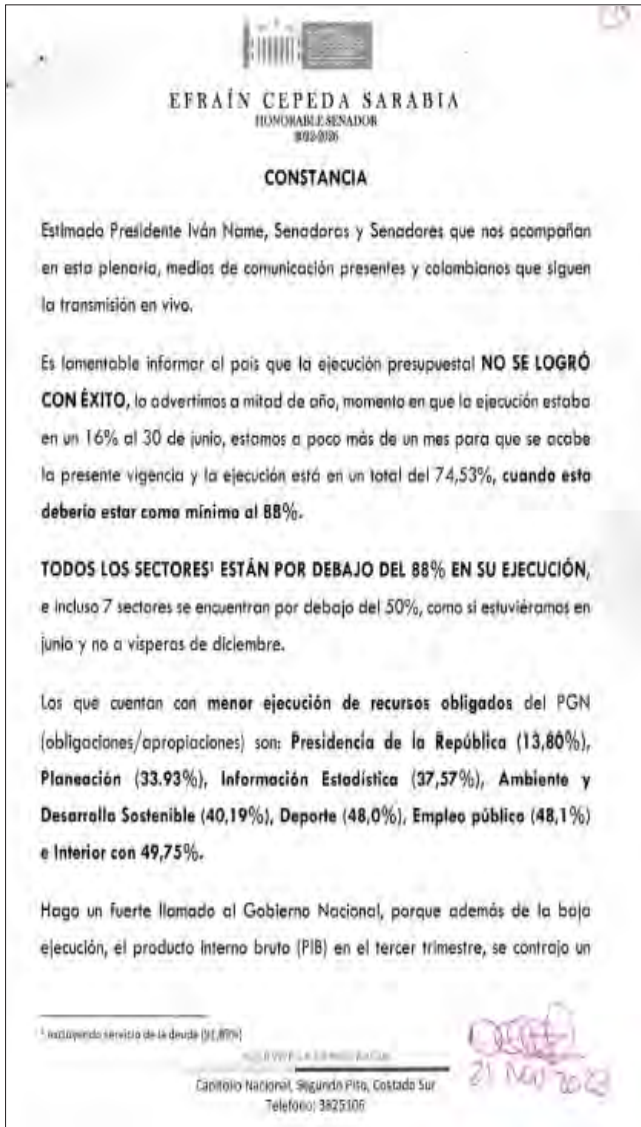 EFRAÍN CEPEDA SARABIA
HONORABLE SENADOR
2022-2026
CONSTANCIA
Estimado Presidente Iván Name, Senadoras y Senadores que nos acompañan
en esta plenaria, medios de comunicación presentes y colombianos que siguen
la transmisión en vivo.
Es lamentable informar al país que la ejecución presupuestal NO SE LOGRÓ
CON ÉXITO, lo advertimos a mitad de año, momento en que la ejecución estaba
en un 16% al 30 de junio, estamos a poco más de un mes para que se acabe
la presente vigencia y la ejecución está en un total del 74,53%, cuando esta
debería estar como mínimo al 88%.
TODOS LOS SECTORES¹ ESTÁN POR DEBAJO DEL 88% EN SU EJECUCIÓN,
e incluso 7 sectores se encuentran por debajo del 50%, como si estuviéramos en
junio y no a vísperas de diciembre.
Los que cuentan con menor ejecución de recursos obligados del PGN
(obligaciones/apropiaciones) son: Presidencia de la República (13,80%),
Planeación (33.93%), Información Estadística (37,57%), Ambiente y
Desarrollo Sostenible (40,19%), Deporte (48,0%), Empleo público (48,1%)
e Interior con 49,75%.
Hago un fuerte llamado al Gobierno Nacional, porque además de la baja
ejecución, el producto interno bruto (PIB) en el tercer trimestre, se contrajo un
¹ excluyendo servicio de la deuda
Capitolio Nacional, Segundo Piso, Costado Sur
Teléfono: 3825106
21 Nov 2023